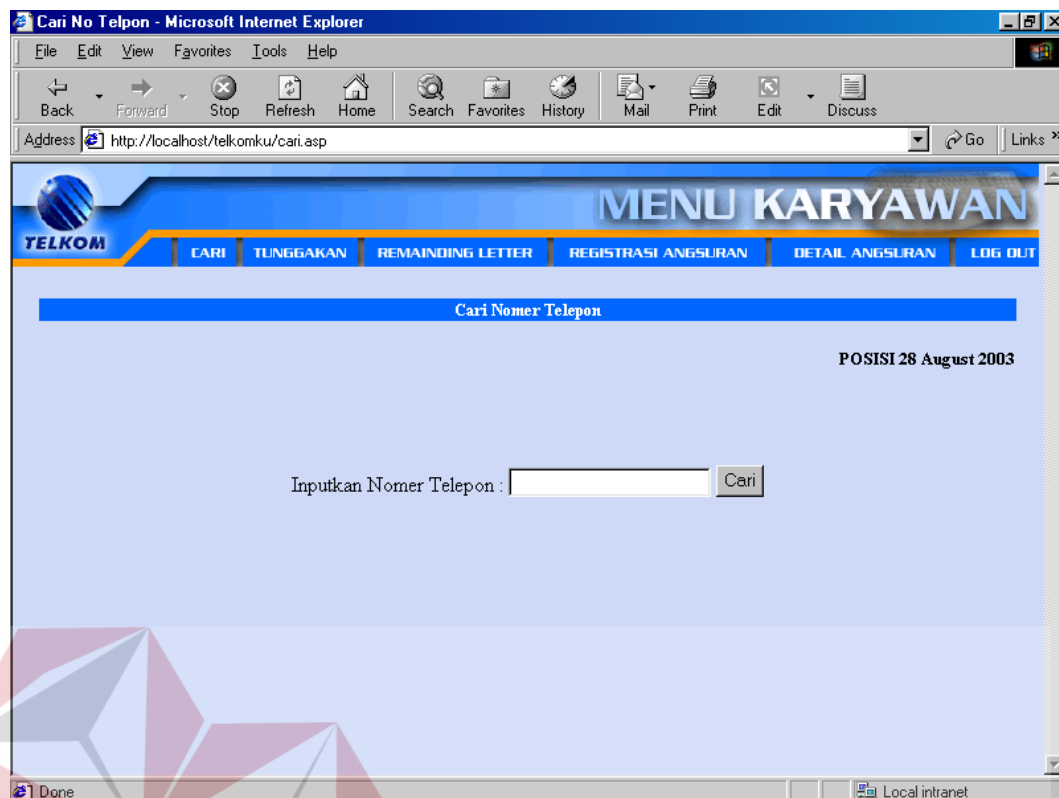 Cari No Telpon - Microsoft Internet Explorer
File Edit View Favorites Tools Help
Back Forward Stop Refresh Home Search Favorites History Mail Print Edit Discuss
Address http://localhost/telkomku/cari.asp Go Links »
MENU KARYAWAN
TELKOM
CARI TUNGGAKAN REMAINDING LETTER REGISTRASI ANGSURAN DETAIL ANGSURAN LOG OUT
Cari Nomer Telepon
POSISI 28 August 2003
Inputkan Nomer Telepon : Cari
Done Local intranet